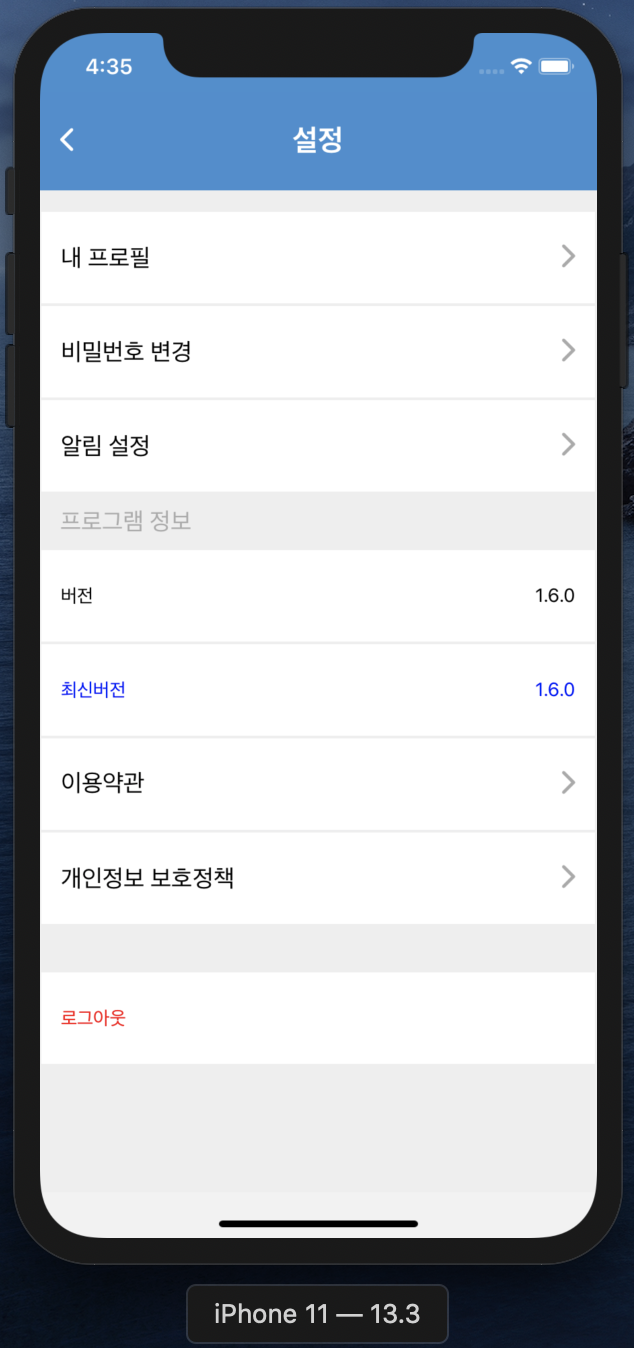 4:35
설정
내 프로필
비밀번호 변경
알림 설정
프로그램 정보
버전 1.6.0
최신버전 1.6.0
이용약관
개인정보 보호정책
로그아웃
iPhone 11 — 13.3